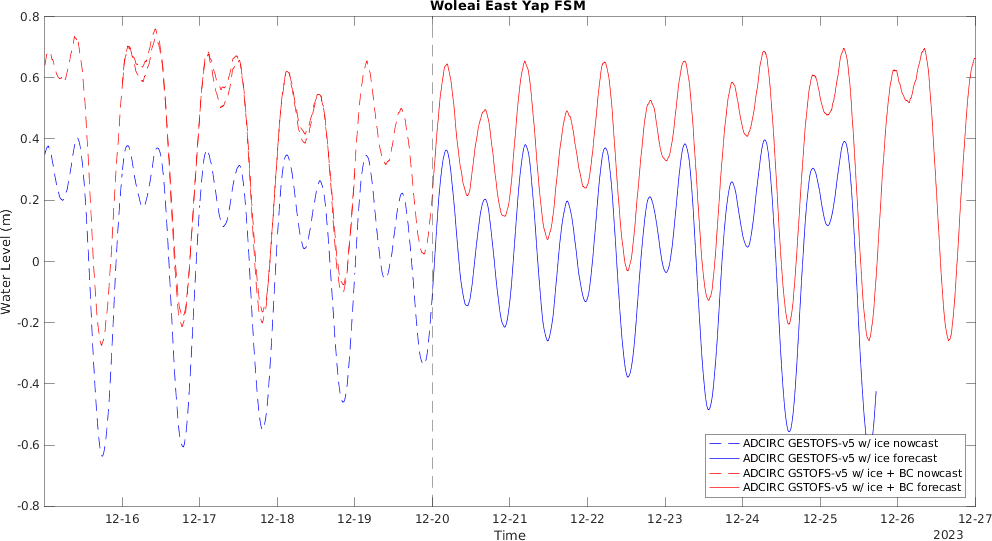 Woleai East Yap FSM
0.8
0.6
0.4
0.2
0
-0.2
-0.4
-0.6
-0.8
Water Level (m)
ADCIRC GESTOFS-v5 w/ ice nowcast
ADCIRC GESTOFS-v5 w/ ice forecast
ADCIRC GSTOFS-v5 w/ ice + BC nowcast
ADCIRC GSTOFS-v5 w/ ice + BC forecast
12-16 12-17 12-18 12-19 12-20 12-21 12-22 12-23 12-24 12-25 12-26 12-27
Time
2023